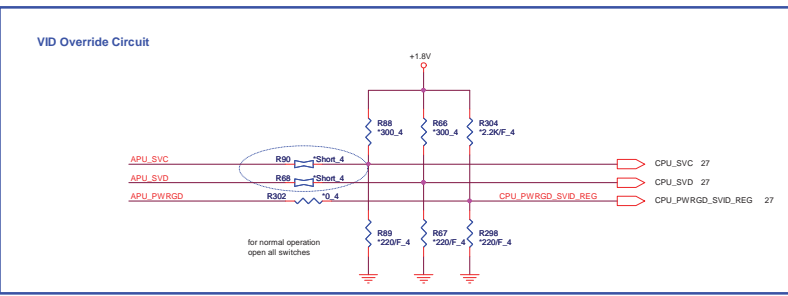 VID Override Circuit
+1.8V
R88
*300_4
R66
*300_4
R304
*2.2K/F_4
APU_SVC
R90
*Short_4
CPU_SVC 27
APU_SVD
R68
*Short_4
CPU_SVD 27
APU_PWRGD
R302
*0_4
CPU_PWRGD_SVID_REG
CPU_PWRGD_SVID_REG 27
R89
*220/F_4
R67
*220/F_4
R298
*220/F_4
for normal operation
open all switches